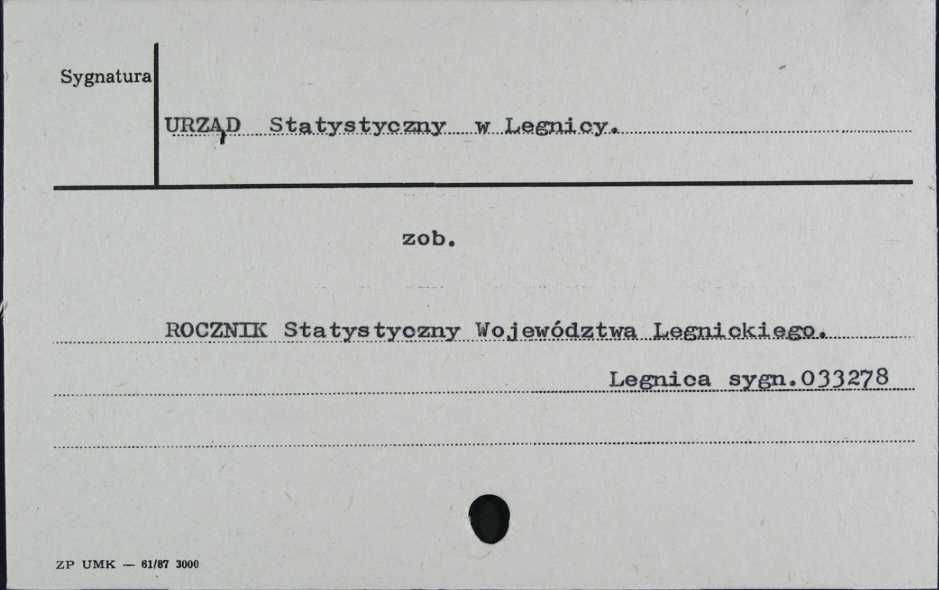 Sygnatura
URZĄD Statystyczny w Legnicy.
zob.
ROCZNIK Statystyczny Województwa Legnickiego.
Legnica sygn.033278
ZP UMK — 61/87 3000